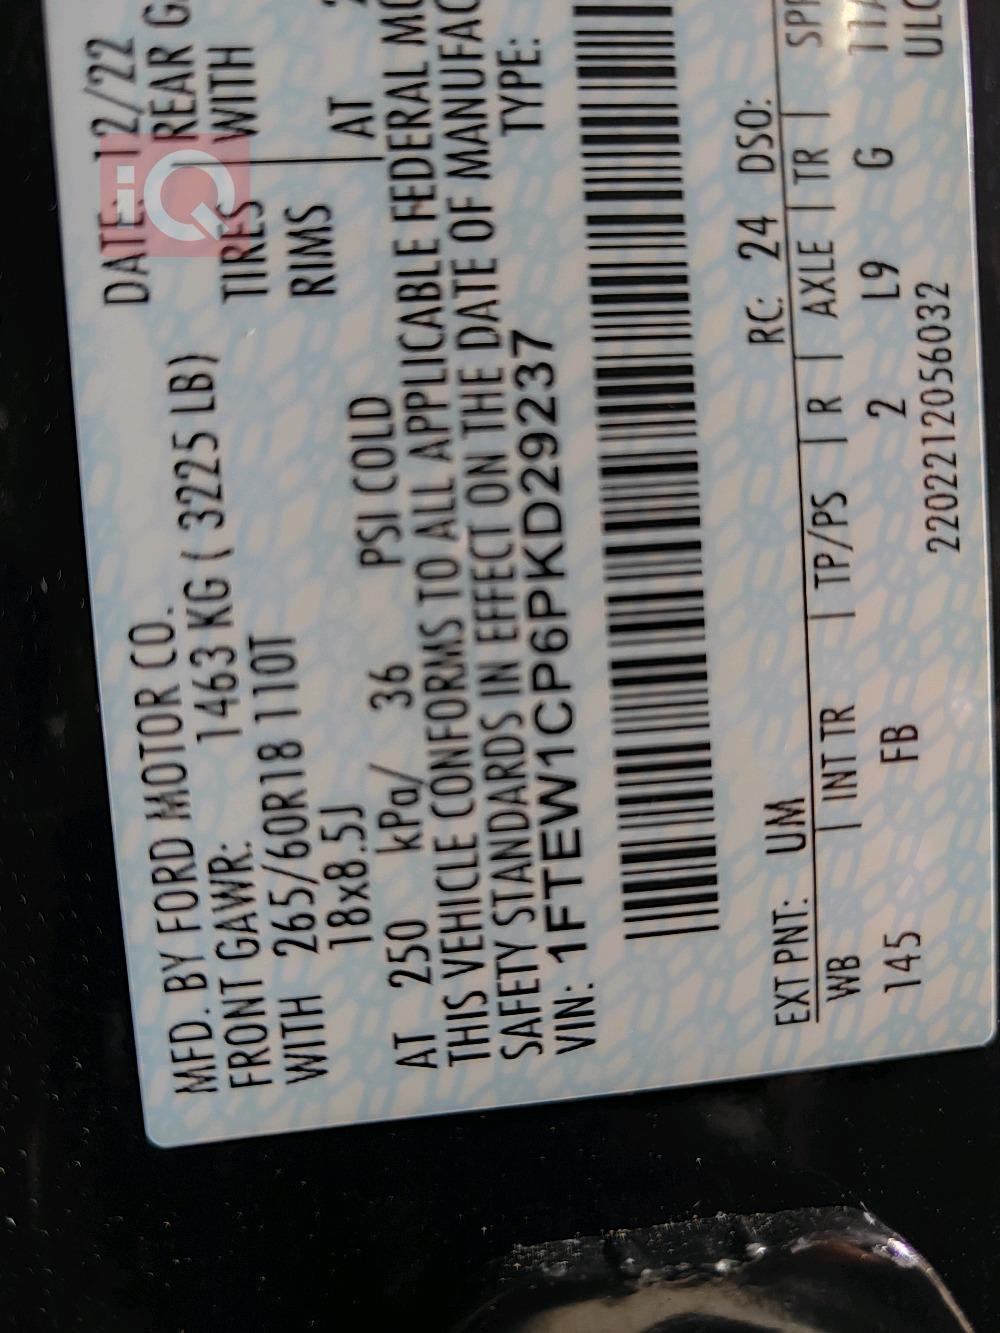 MFD. BY FORD MOTOR CO. DATE: 12/22
FRONT GAWR: 1463 KG ( 3225 LB) REAR
WITH 265/60R18 110T TIRES WITH
18x8.5J RIMS
AT 250 kPa/ 36 PSI COLD AT
THIS VEHICLE CONFORMS TO ALL APPLICABLE FEDERAL
SAFETY STANDARDS IN EFFECT ON THE DATE OF
VIN: 1FTEW1CP6PKD29237 TYPE:
EXT PNT: UM RC: 24 DSO:
WB | INT TR | TP/PS | R | AXLE | TR |
145 FB 2 L9 G
2202212056032
iQ